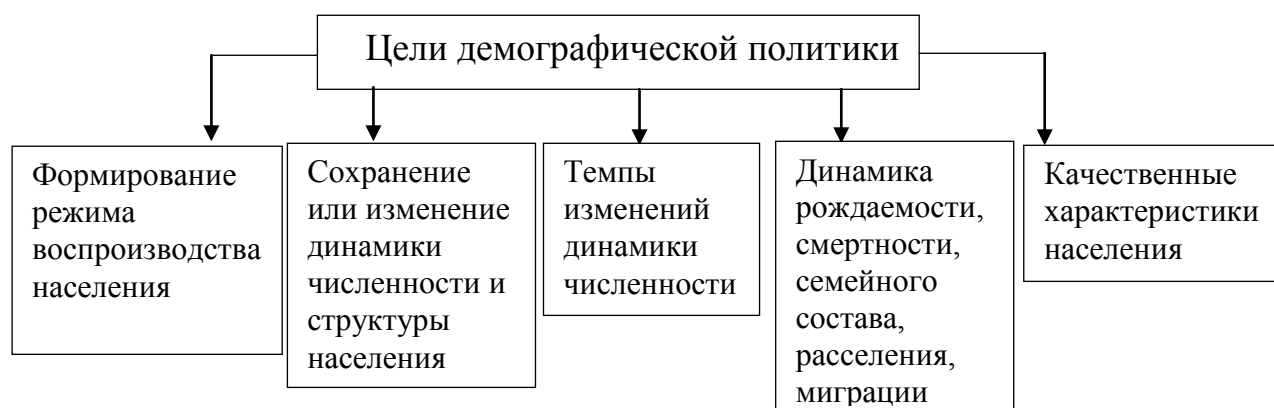 Цели демографической политики
Формирование
режима
воспроизводства
населения
Сохранение
или изменение
динамики
численности и
структуры
населения
Темпы
изменений
динамики
численности
Динамика
рождаемости,
смертности,
семейного
состава,
расселения,
миграции
Качественные
характеристики
населения